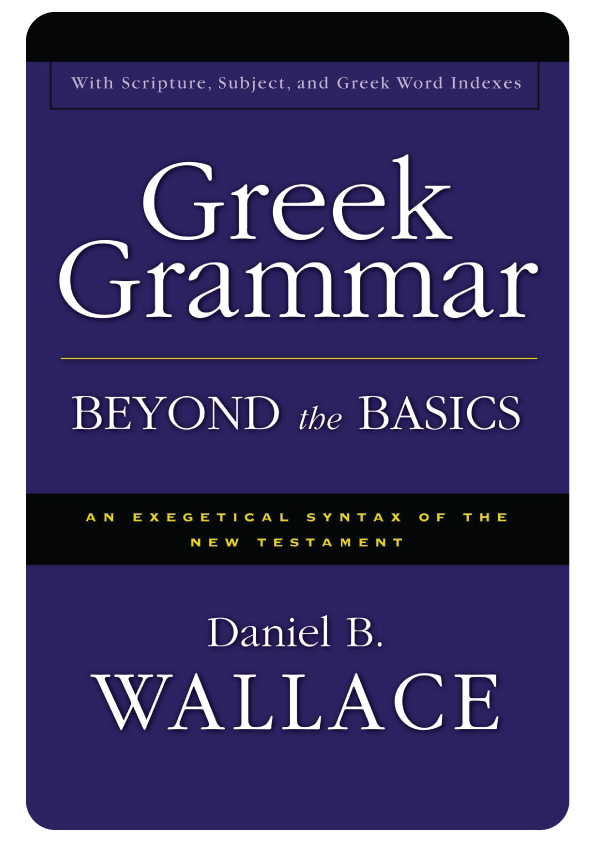 With Scripture, Subject, and Greek Word Indexes
Greek
Grammar
BEYOND the BASICS
AN EXEGETICAL SYNTAX OF THE
NEW TESTAMENT
Daniel B.
WALLACE